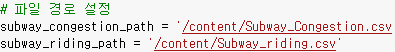 # 파일 경로 설정
subway_congestion_path = '/content/Subway_Congestion.csv
subway_riding_path = '/content/Subway_riding.csv'